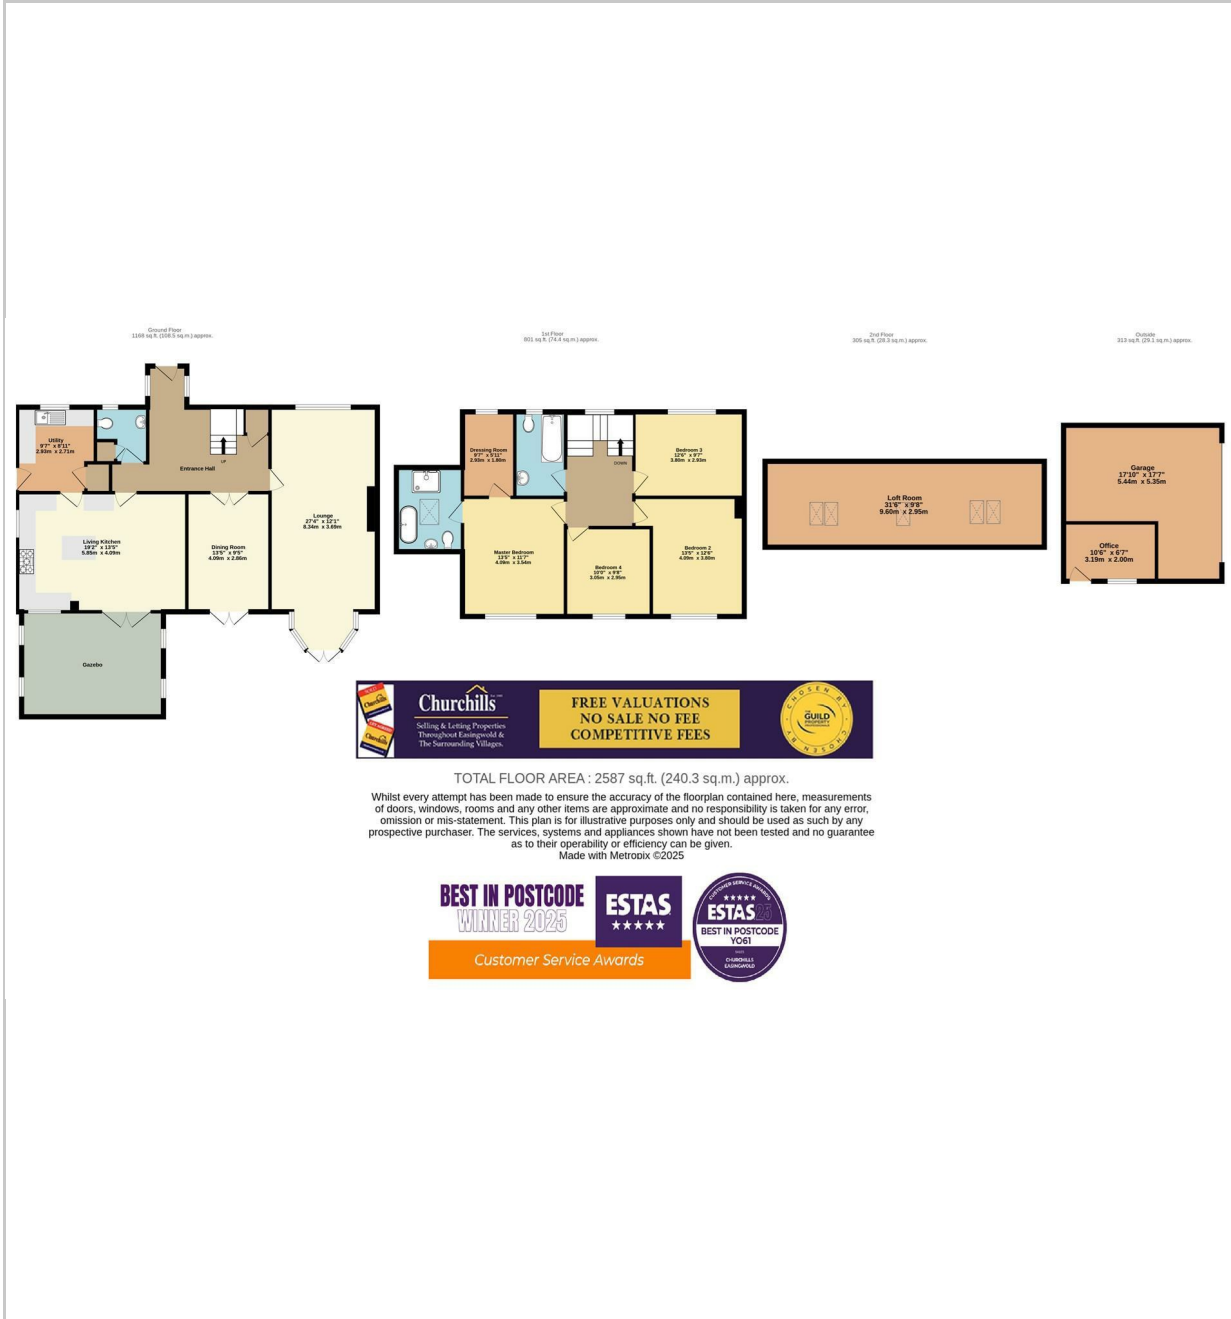 Ground Floor
1168 sq.ft. (108.5 sq.m.) approx.
1st Floor
801 sq.ft. (74.4 sq.m.) approx.
2nd Floor
305 sq.ft. (28.3 sq.m.) approx.
Outside
313 sq.ft. (29.1 sq.m.) approx.
Utility
9'7" x 8'11"
2.93m x 2.71m
UP
Entrance Hall
Lounge
27'4" x 12'1"
8.34m x 3.69m
Living Kitchen
19'2" x 13'5"
5.85m x 4.09m
Dining Room
13'5" x 9'5"
4.09m x 2.86m
Gazebo
Dressing Room
9'7" x 5'11"
2.93m x 1.80m
DOWN
Bedroom 3
12'6" x 9'7"
3.80m x 2.93m
Master Bedroom
13'5" x 11'7"
4.09m x 3.54m
Bedroom 4
10'0" x 9'8"
3.05m x 2.95m
Bedroom 2
13'5" x 12'6"
4.09m x 3.80m
Loft Room
31'6" x 9'8"
9.60m x 2.95m
Garage
17'10" x 17'7"
5.44m x 5.35m
Office
10'6" x 6'7"
3.19m x 2.00m
Churchills
Selling & Letting Properties
Throughout Easingwold &
The Surrounding Villages.
FREE VALUATIONS
NO SALE NO FEE
COMPETITIVE FEES
CHOSEN BY
THE
GUILD
PROPERTY
PROFESSIONALS
CHOSEN BY
TOTAL FLOOR AREA : 2587 sq.ft. (240.3 sq.m.) approx.
Whilst every attempt has been made to ensure the accuracy of the floorplan contained here, measurements
of doors, windows, rooms and any other items are approximate and no responsibility is taken for any error,
omission or mis-statement. This plan is for illustrative purposes only and should be used as such by any
prospective purchaser. The services, systems and appliances shown have not been tested and no guarantee
as to their operability or efficiency can be given.
Made with Metropix ©2025
BEST IN POSTCODE
WINNER 2025
ESTAS
Customer Service Awards
CUSTOMER SERVICE AWARDS
ESTAS 25
BEST IN POSTCODE
YO61
CHURCHILLS
EASINGWOLD